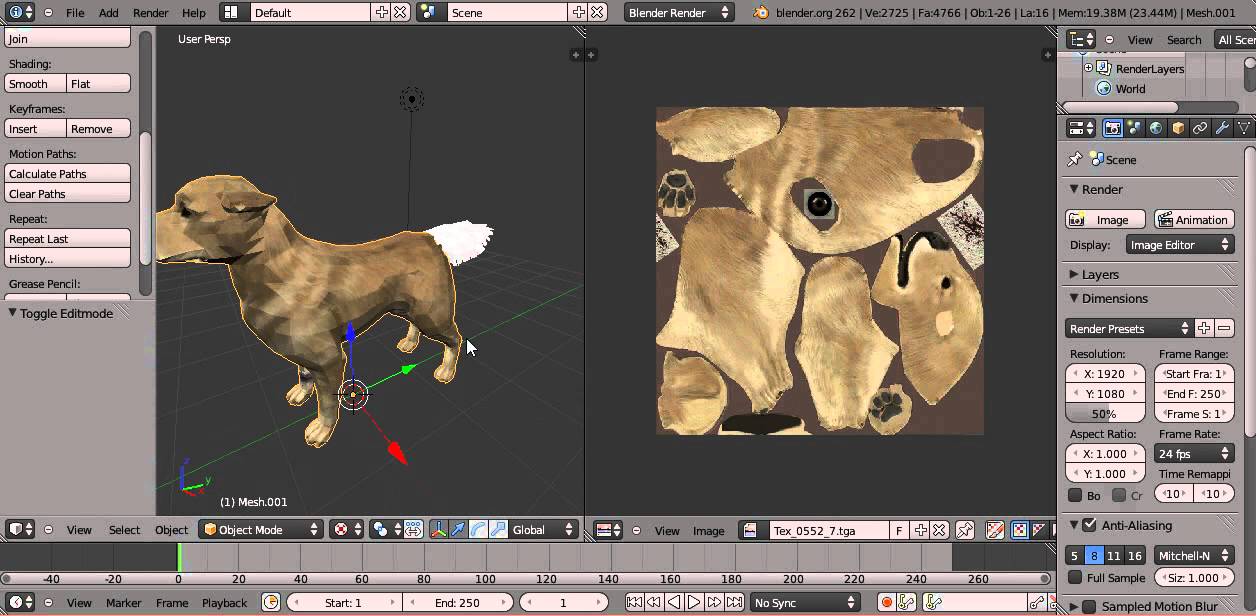 File Add Render Help Default Scene Blender Render blender.org 262 | Ve:2725 | Fa:4766 | Ob:1-26 | La:16 | Mem:19.38M (23.44M) | Mesh.001
Join
Shading:
Smooth Flat
Keyframes:
Insert Remove
Motion Paths:
Calculate Paths
Clear Paths
Repeat:
Repeat Last
History...
Grease Pencil:
Toggle Editmode
User Persp
z
y
x
(1) Mesh.001
View Select Object Object Mode Global
View Image Tex_0552_7.tga F
View Search All Scen
RenderLayers
World
Scene
Render
Image Animation
Display: Image Editor
Layers
Dimensions
Render Presets
Resolution: Frame Range:
X: 1920 Start Fra: 1
Y: 1080 End F: 250
50% Frame S: 1
Aspect Ratio: Frame Rate:
X: 1.000 24 fps
Y: 1.000 Time Remappi
Bo Cr 10 10
Anti-Aliasing
5 8 11 16 Mitchell-N
Full Sample Siz: 1.000
Sampled Motion Blur
-40 -20 0 20 40 60 80 100 120 140 160 180 200 220 240 260
View Marker Frame Playback Start: 1 End: 250 1 No Sync